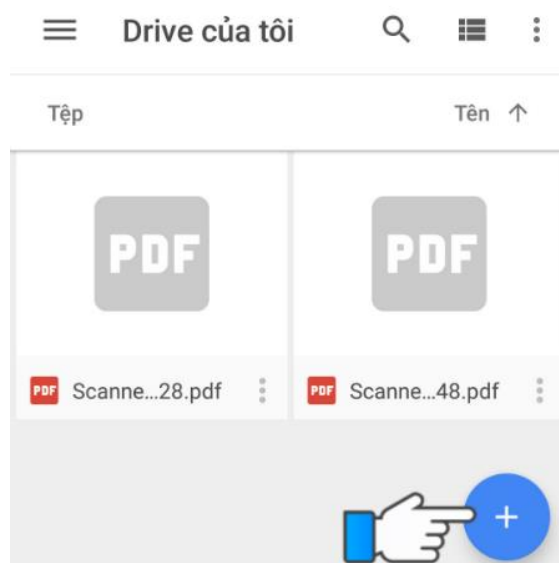 Drive của tôi
Tệp Tên ↑
PDF PDF
PDF Scanne...28.pdf PDF Scanne...48.pdf
+